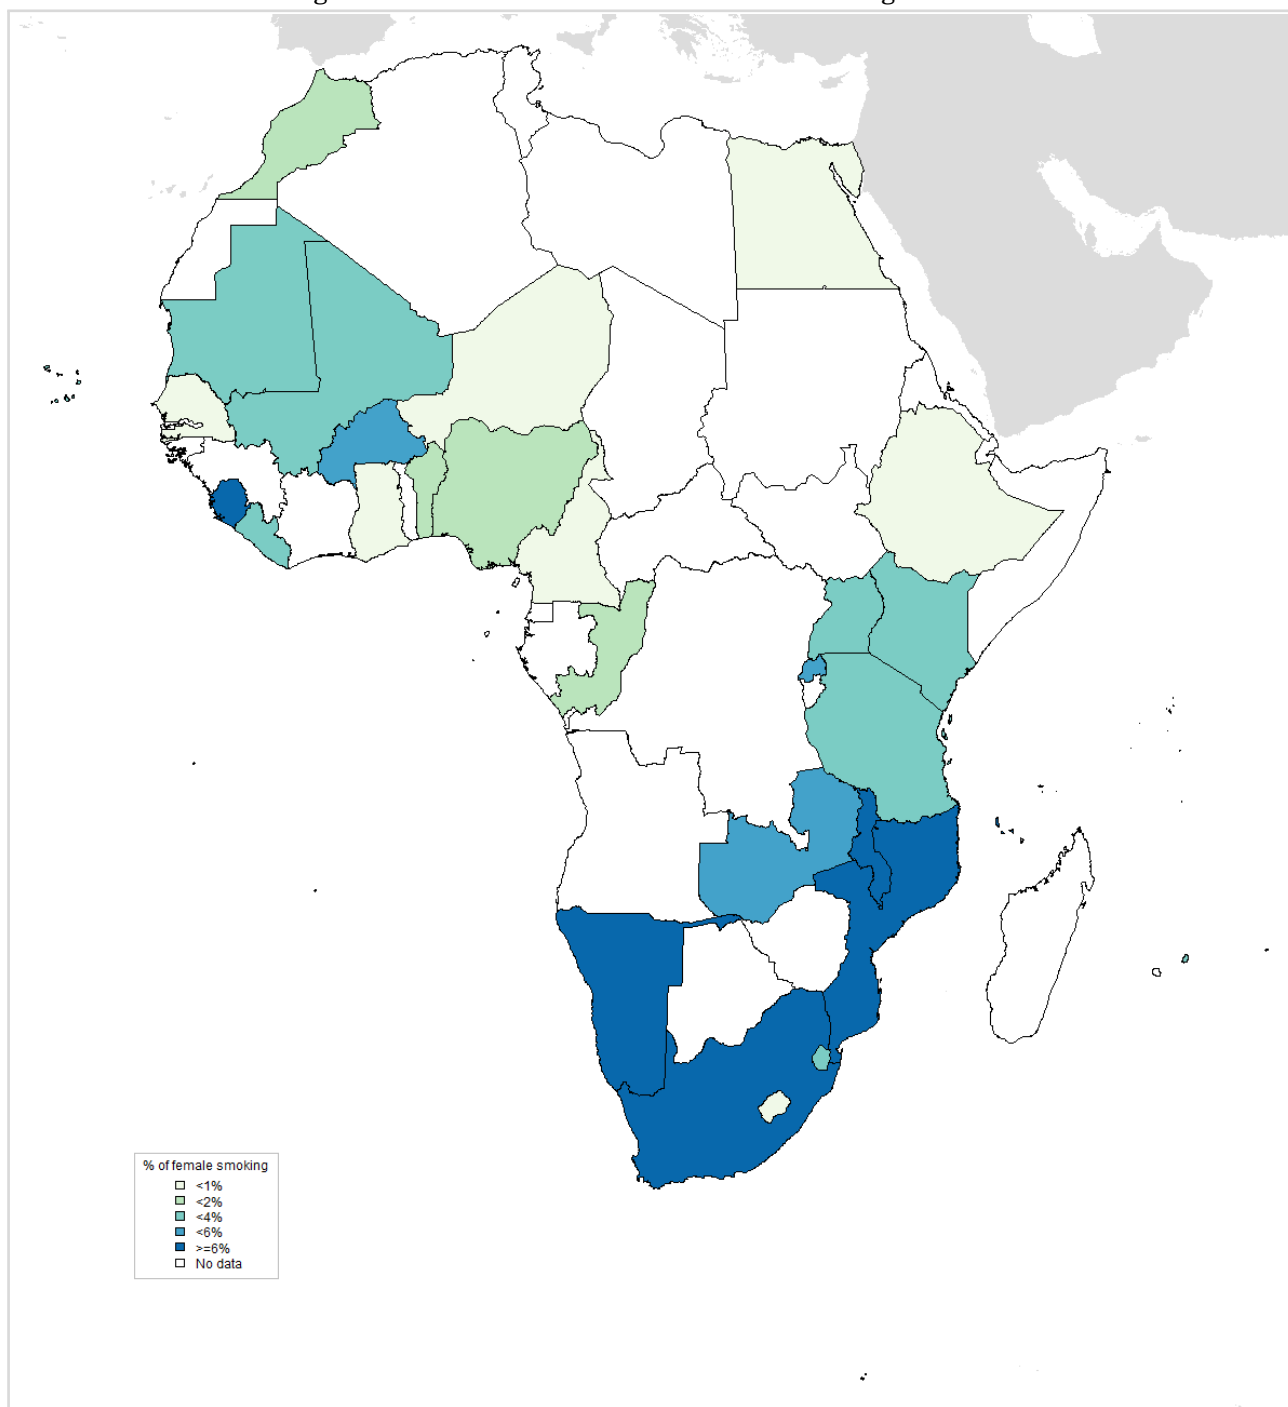 % of female smoking
<1%
<2%
<4%
<6%
>=6%
No data